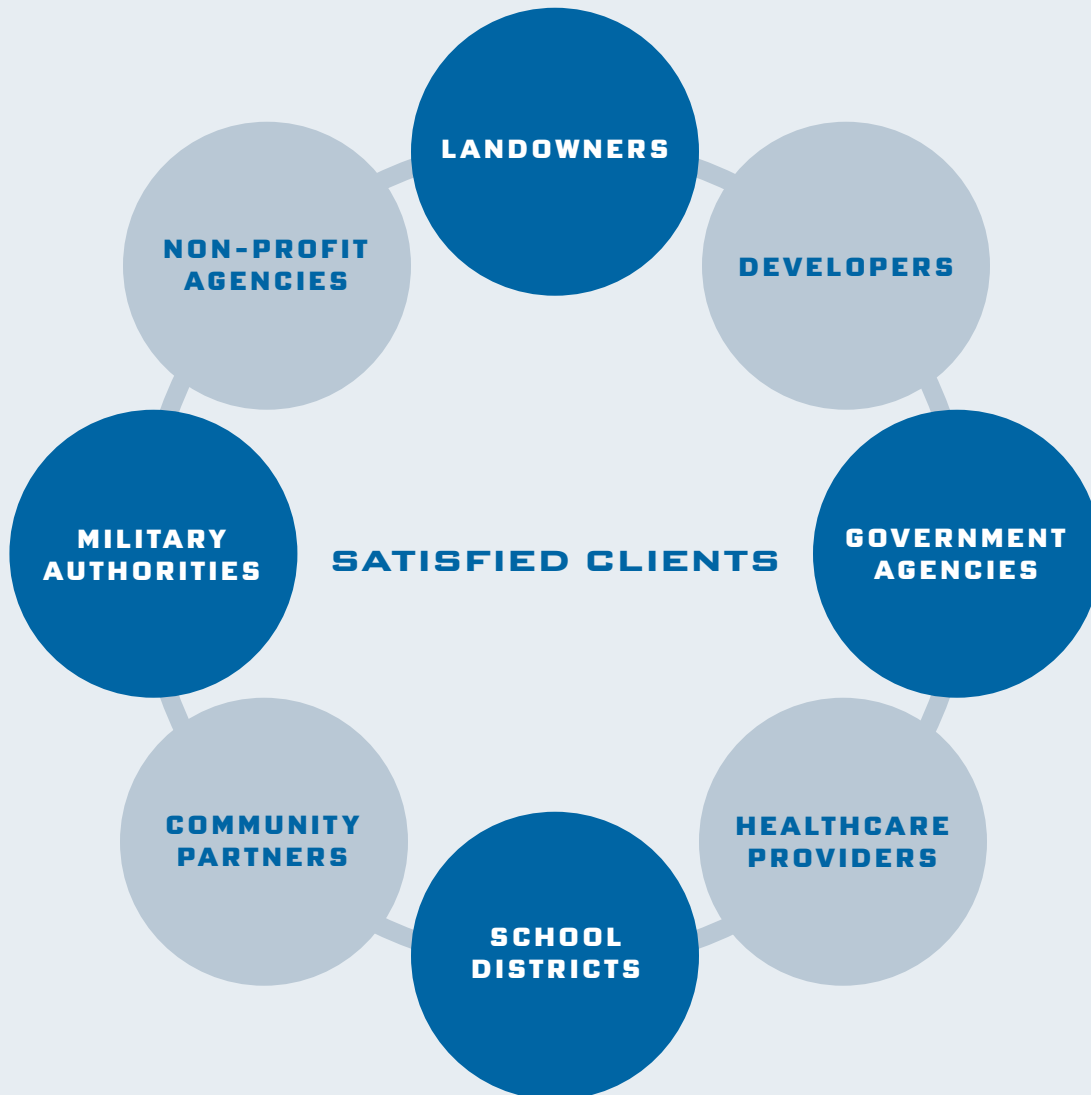 LANDOWNERS
DEVELOPERS
GOVERNMENT
AGENCIES
HEALTHCARE
PROVIDERS
SCHOOL
DISTRICTS
COMMUNITY
PARTNERS
MILITARY
AUTHORITIES
NON-PROFIT
AGENCIES
SATISFIED CLIENTS